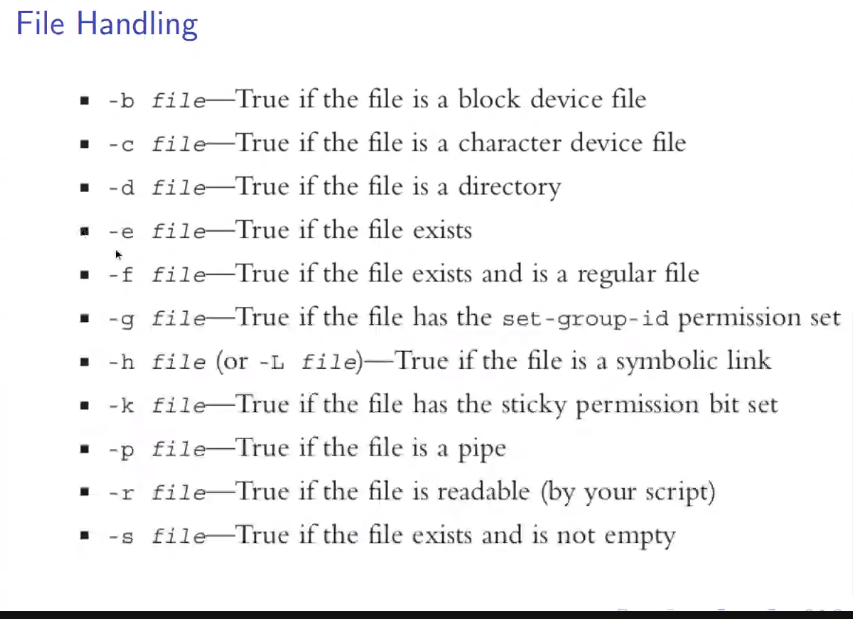 File Handling
▪ -b file—True if the file is a block device file
▪ -c file—True if the file is a character device file
▪ -d file—True if the file is a directory
▪ -e file—True if the file exists
▪ -f file—True if the file exists and is a regular file
▪ -g file—True if the file has the set-group-id permission set
▪ -h file (or -L file)—True if the file is a symbolic link
▪ -k file—True if the file has the sticky permission bit set
▪ -p file—True if the file is a pipe
▪ -r file—True if the file is readable (by your script)
▪ -s file—True if the file exists and is not empty